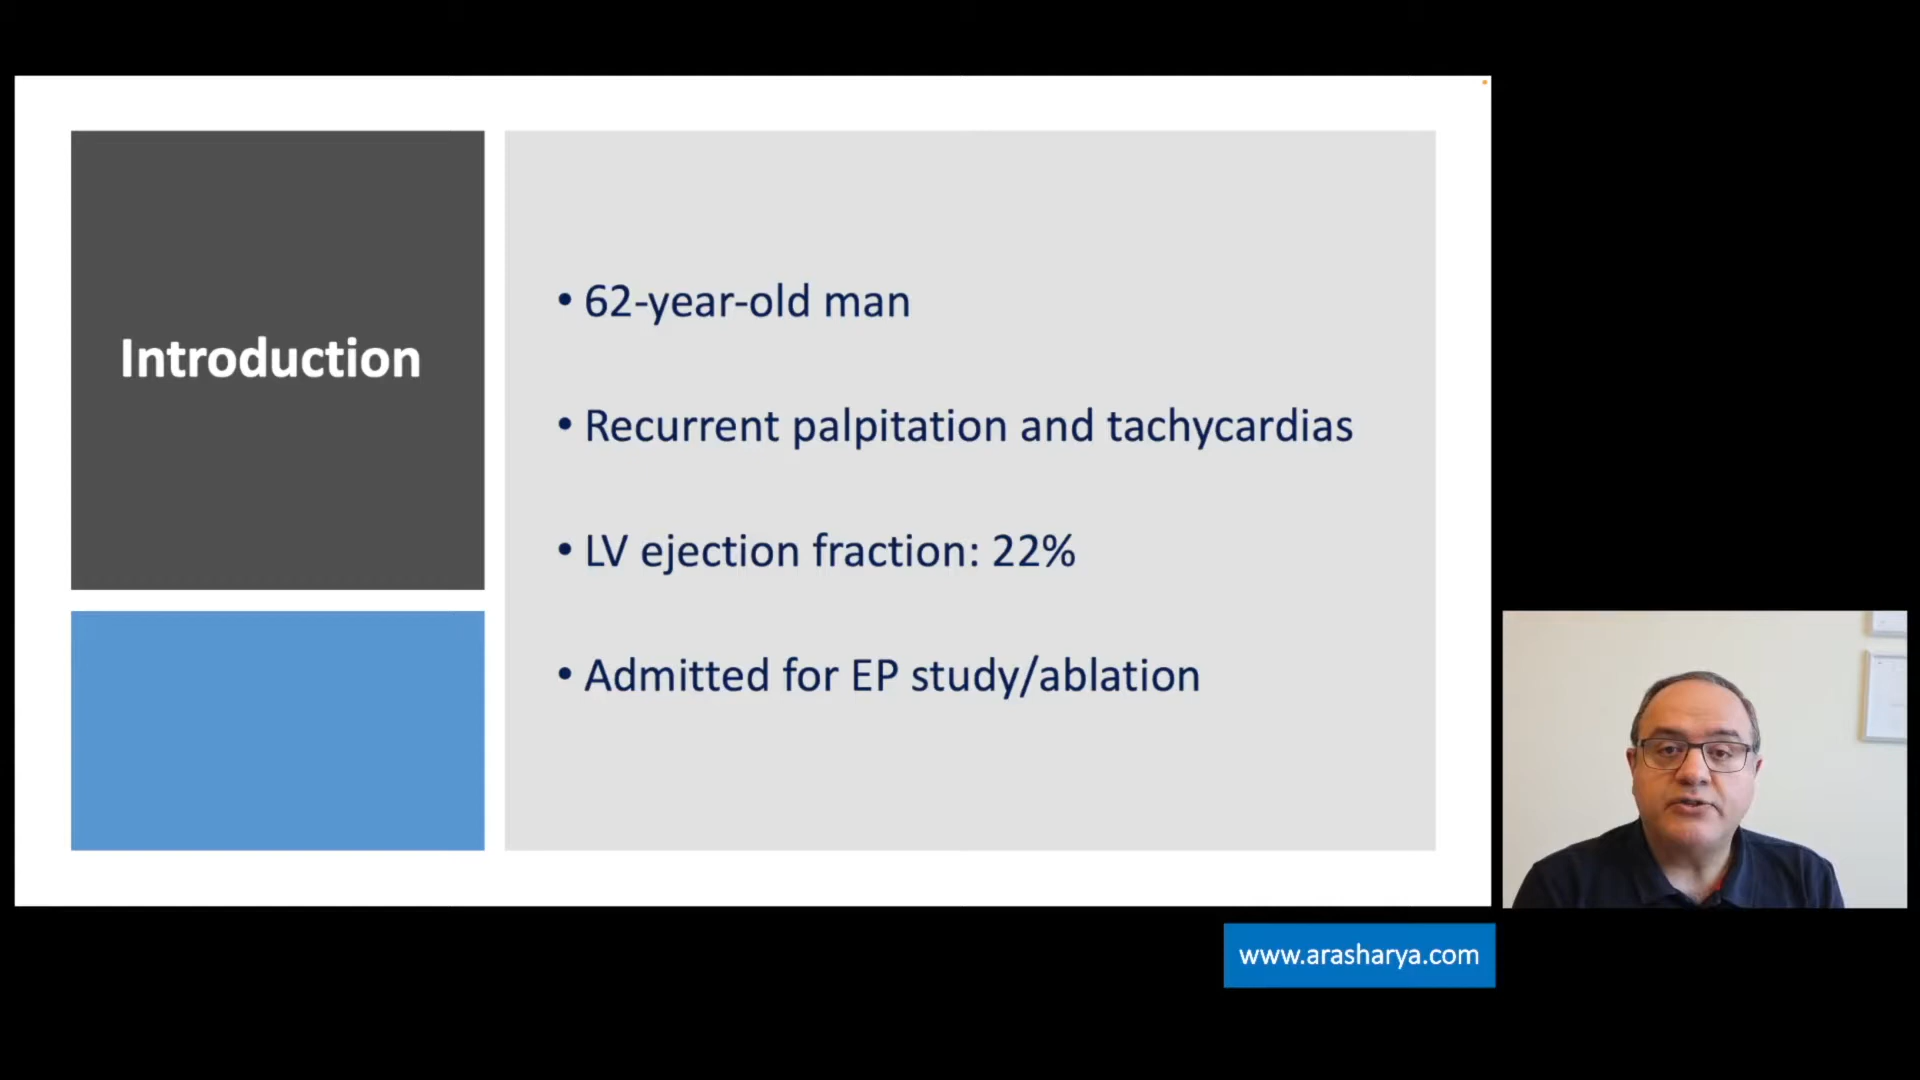 Introduction
• 62-year-old man
• Recurrent palpitation and tachycardias
• LV ejection fraction: 22%
• Admitted for EP study/ablation
www.arasharya.com